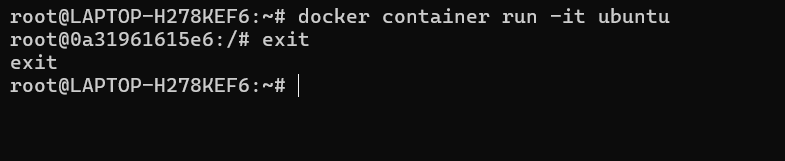 root@LAPTOP-H278KEF6:~# docker container run -it ubuntu
root@0a31961615e6:/# exit
exit
root@LAPTOP-H278KEF6:~#